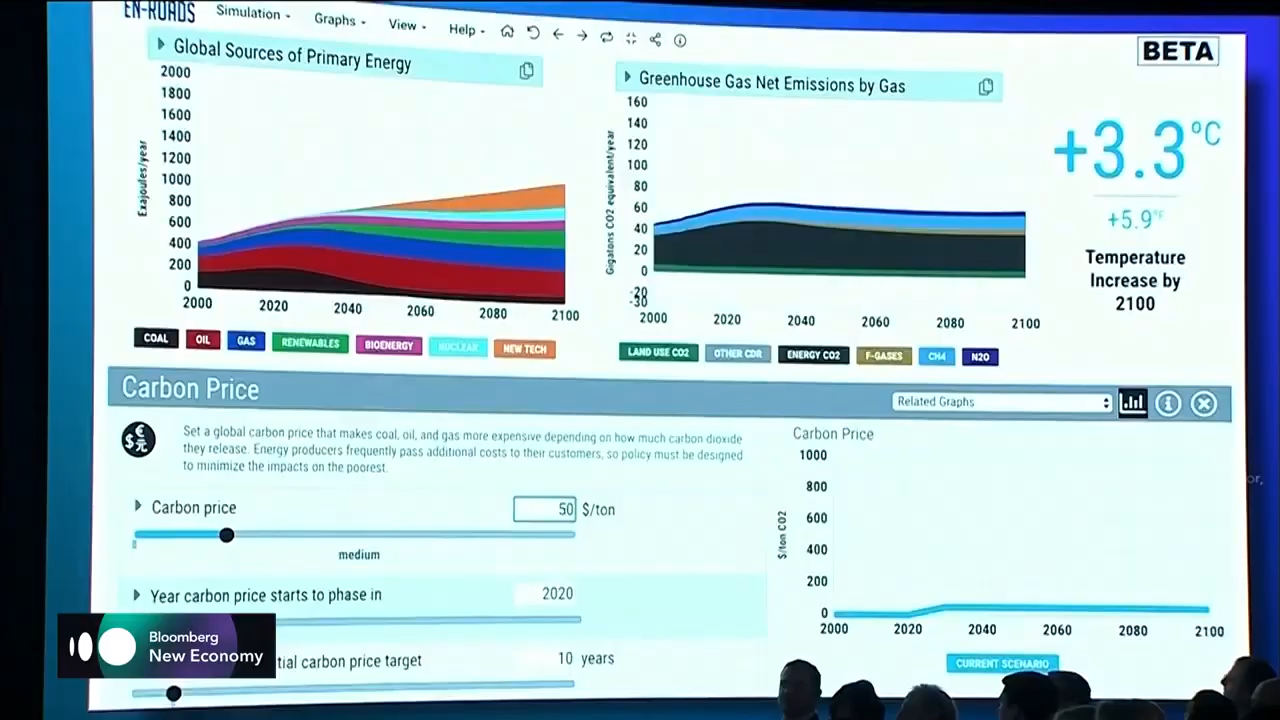 EN-ROADS
Simulation
Graphs
View
Help
BETA
Global Sources of Primary Energy
2000
1800
1600
1400
1200
1000
800
600
400
200
0
Exajoules/year
2000 2020 2040 2060 2080 2100
COAL OIL GAS RENEWABLES BIOENERGY NUCLEAR NEW TECH
Greenhouse Gas Net Emissions by Gas
160
140
120
100
80
60
40
20
0
-20
-30
Gigatons CO2 equivalent/year
2000 2020 2040 2060 2080 2100
LAND USE CO2 OTHER CDR ENERGY CO2 F-GASES CH4 N2O
+3.3°C
+5.9°F
Temperature
Increase by
2100
Carbon Price
Related Graphs
Set a global carbon price that makes coal, oil, and gas more expensive depending on how much carbon dioxide
they release. Energy producers frequently pass additional costs to their customers, so policy must be designed
to minimize the impacts on the poorest.
Carbon price 50 $/ton
medium
Year carbon price starts to phase in 2020
tial carbon price target 10 years
Carbon Price
1000
800
600
400
200
0
$/ton CO2
2000 2020 2040 2060 2080 2100
CURRENT SCENARIO
or,
Bloomberg
New Economy